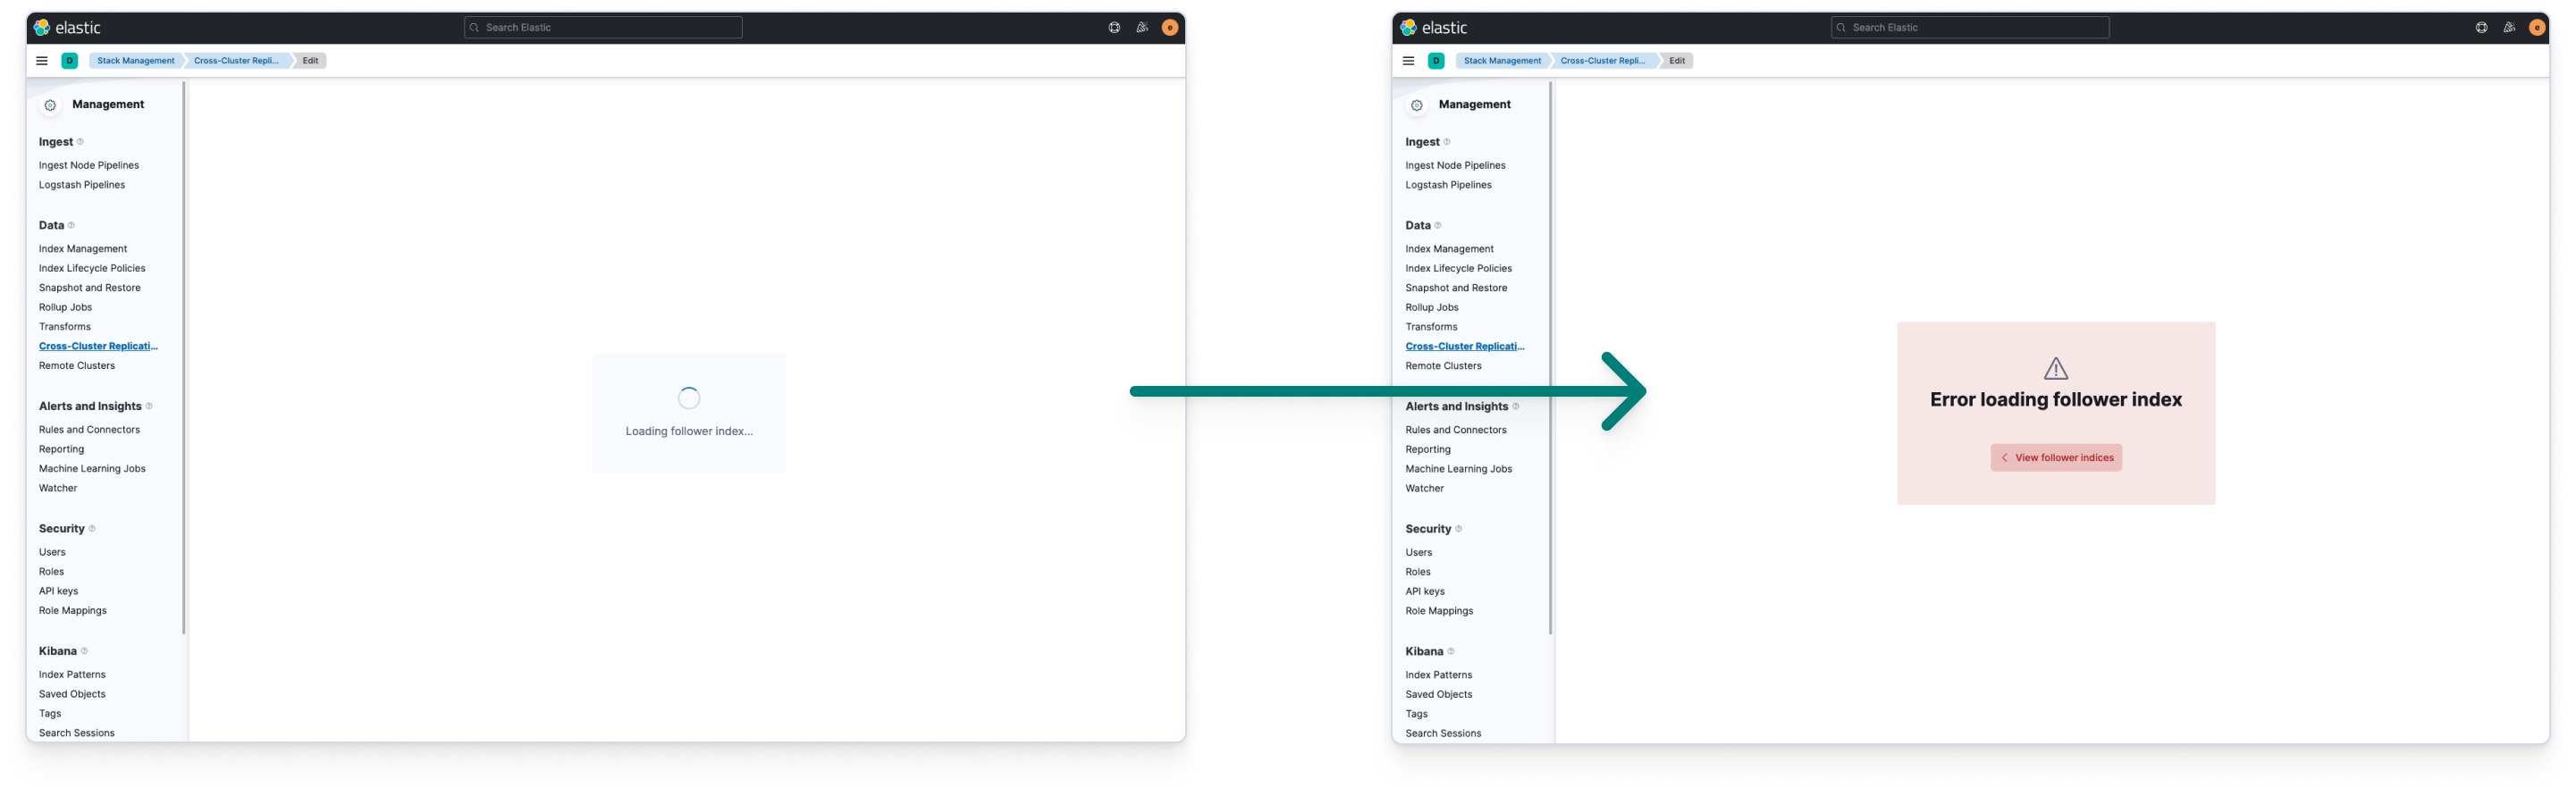 elastic
Search Elastic
e
D
Stack Management
Cross-Cluster Repli...
Edit
Management
Ingest
Ingest Node Pipelines
Logstash Pipelines
Data
Index Management
Index Lifecycle Policies
Snapshot and Restore
Rollup Jobs
Transforms
Cross-Cluster Replicati...
Remote Clusters
Alerts and Insights
Rules and Connectors
Reporting
Machine Learning Jobs
Watcher
Security
Users
Roles
API keys
Role Mappings
Kibana
Index Patterns
Saved Objects
Tags
Search Sessions
Loading follower index...
elastic
Search Elastic
e
D
Stack Management
Cross-Cluster Repli...
Edit
Management
Ingest
Ingest Node Pipelines
Logstash Pipelines
Data
Index Management
Index Lifecycle Policies
Snapshot and Restore
Rollup Jobs
Transforms
Cross-Cluster Replicati...
Remote Clusters
Alerts and Insights
Rules and Connectors
Reporting
Machine Learning Jobs
Watcher
Security
Users
Roles
API keys
Role Mappings
Kibana
Index Patterns
Saved Objects
Tags
Search Sessions
Error loading follower index
View follower indices